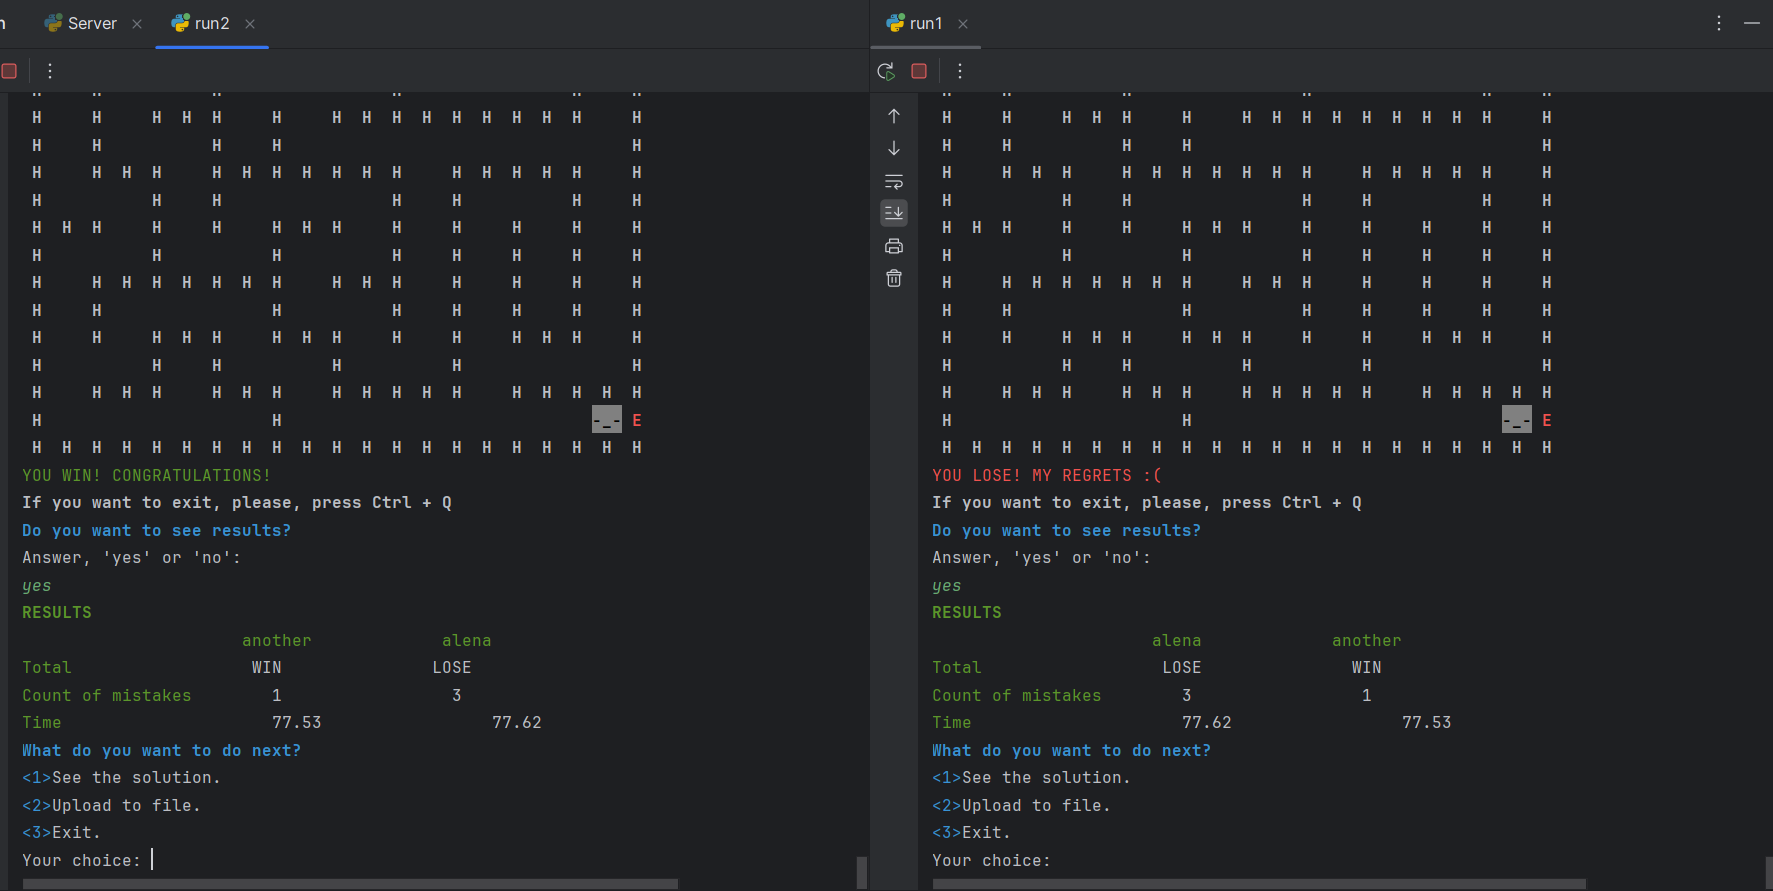 Server
run2
H H H H H H H H H H H H H H H H
H H H H H
H H H H H H H H H H H H H H H H H
H H H H H H H
H H H H H H H H H H H H H
H H H H H H H H
H H H H H H H H H H H H H H H
H H H H H H H H
H H H H H H H H H H H H H H
H H H H H H
H H H H H H H H H H H H H H H H H
H H -_- E
H H H H H H H H H H H H H H H H H H H H H
YOU WIN! CONGRATULATIONS!
If you want to exit, please, press Ctrl + Q
Do you want to see results?
Answer, 'yes' or 'no':
yes
RESULTS
another alena
Total WIN LOSE
Count of mistakes 1 3
Time 77.53 77.62
What do you want to do next?
<1>See the solution.
<2>Upload to file.
<3>Exit.
Your choice:
run1
H H H H H H H H H H H H H H H H
H H H H H
H H H H H H H H H H H H H H H H H
H H H H H H H
H H H H H H H H H H H H H
H H H H H H H H
H H H H H H H H H H H H H H H
H H H H H H H H
H H H H H H H H H H H H H H
H H H H H H
H H H H H H H H H H H H H H H H H
H H -_- E
H H H H H H H H H H H H H H H H H H H H H
YOU LOSE! MY REGRETS :(
If you want to exit, please, press Ctrl + Q
Do you want to see results?
Answer, 'yes' or 'no':
yes
RESULTS
alena another
Total LOSE WIN
Count of mistakes 3 1
Time 77.62 77.53
What do you want to do next?
<1>See the solution.
<2>Upload to file.
<3>Exit.
Your choice: